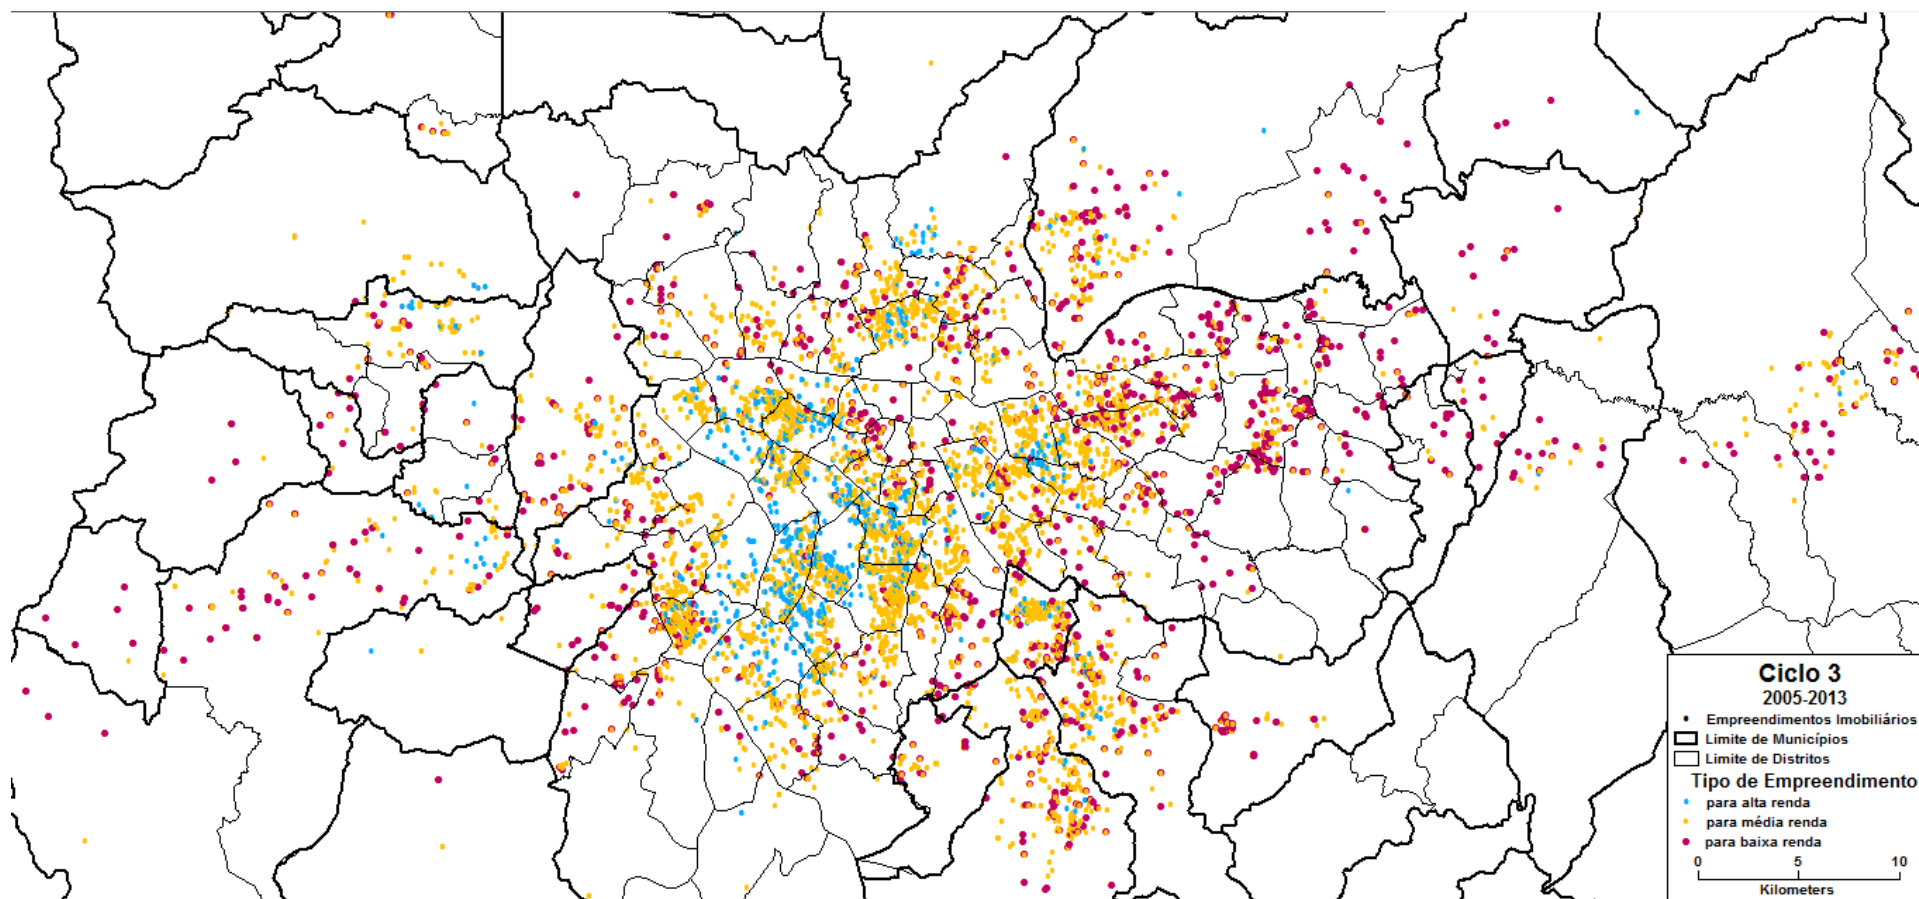 Ciclo 3
2005-2013
Empreendimentos Imobiliários
Limite de Municípios
Limite de Distritos
Tipo de Empreendimento
para alta renda
para média renda
para baixa renda
0 5 10
Kilometers